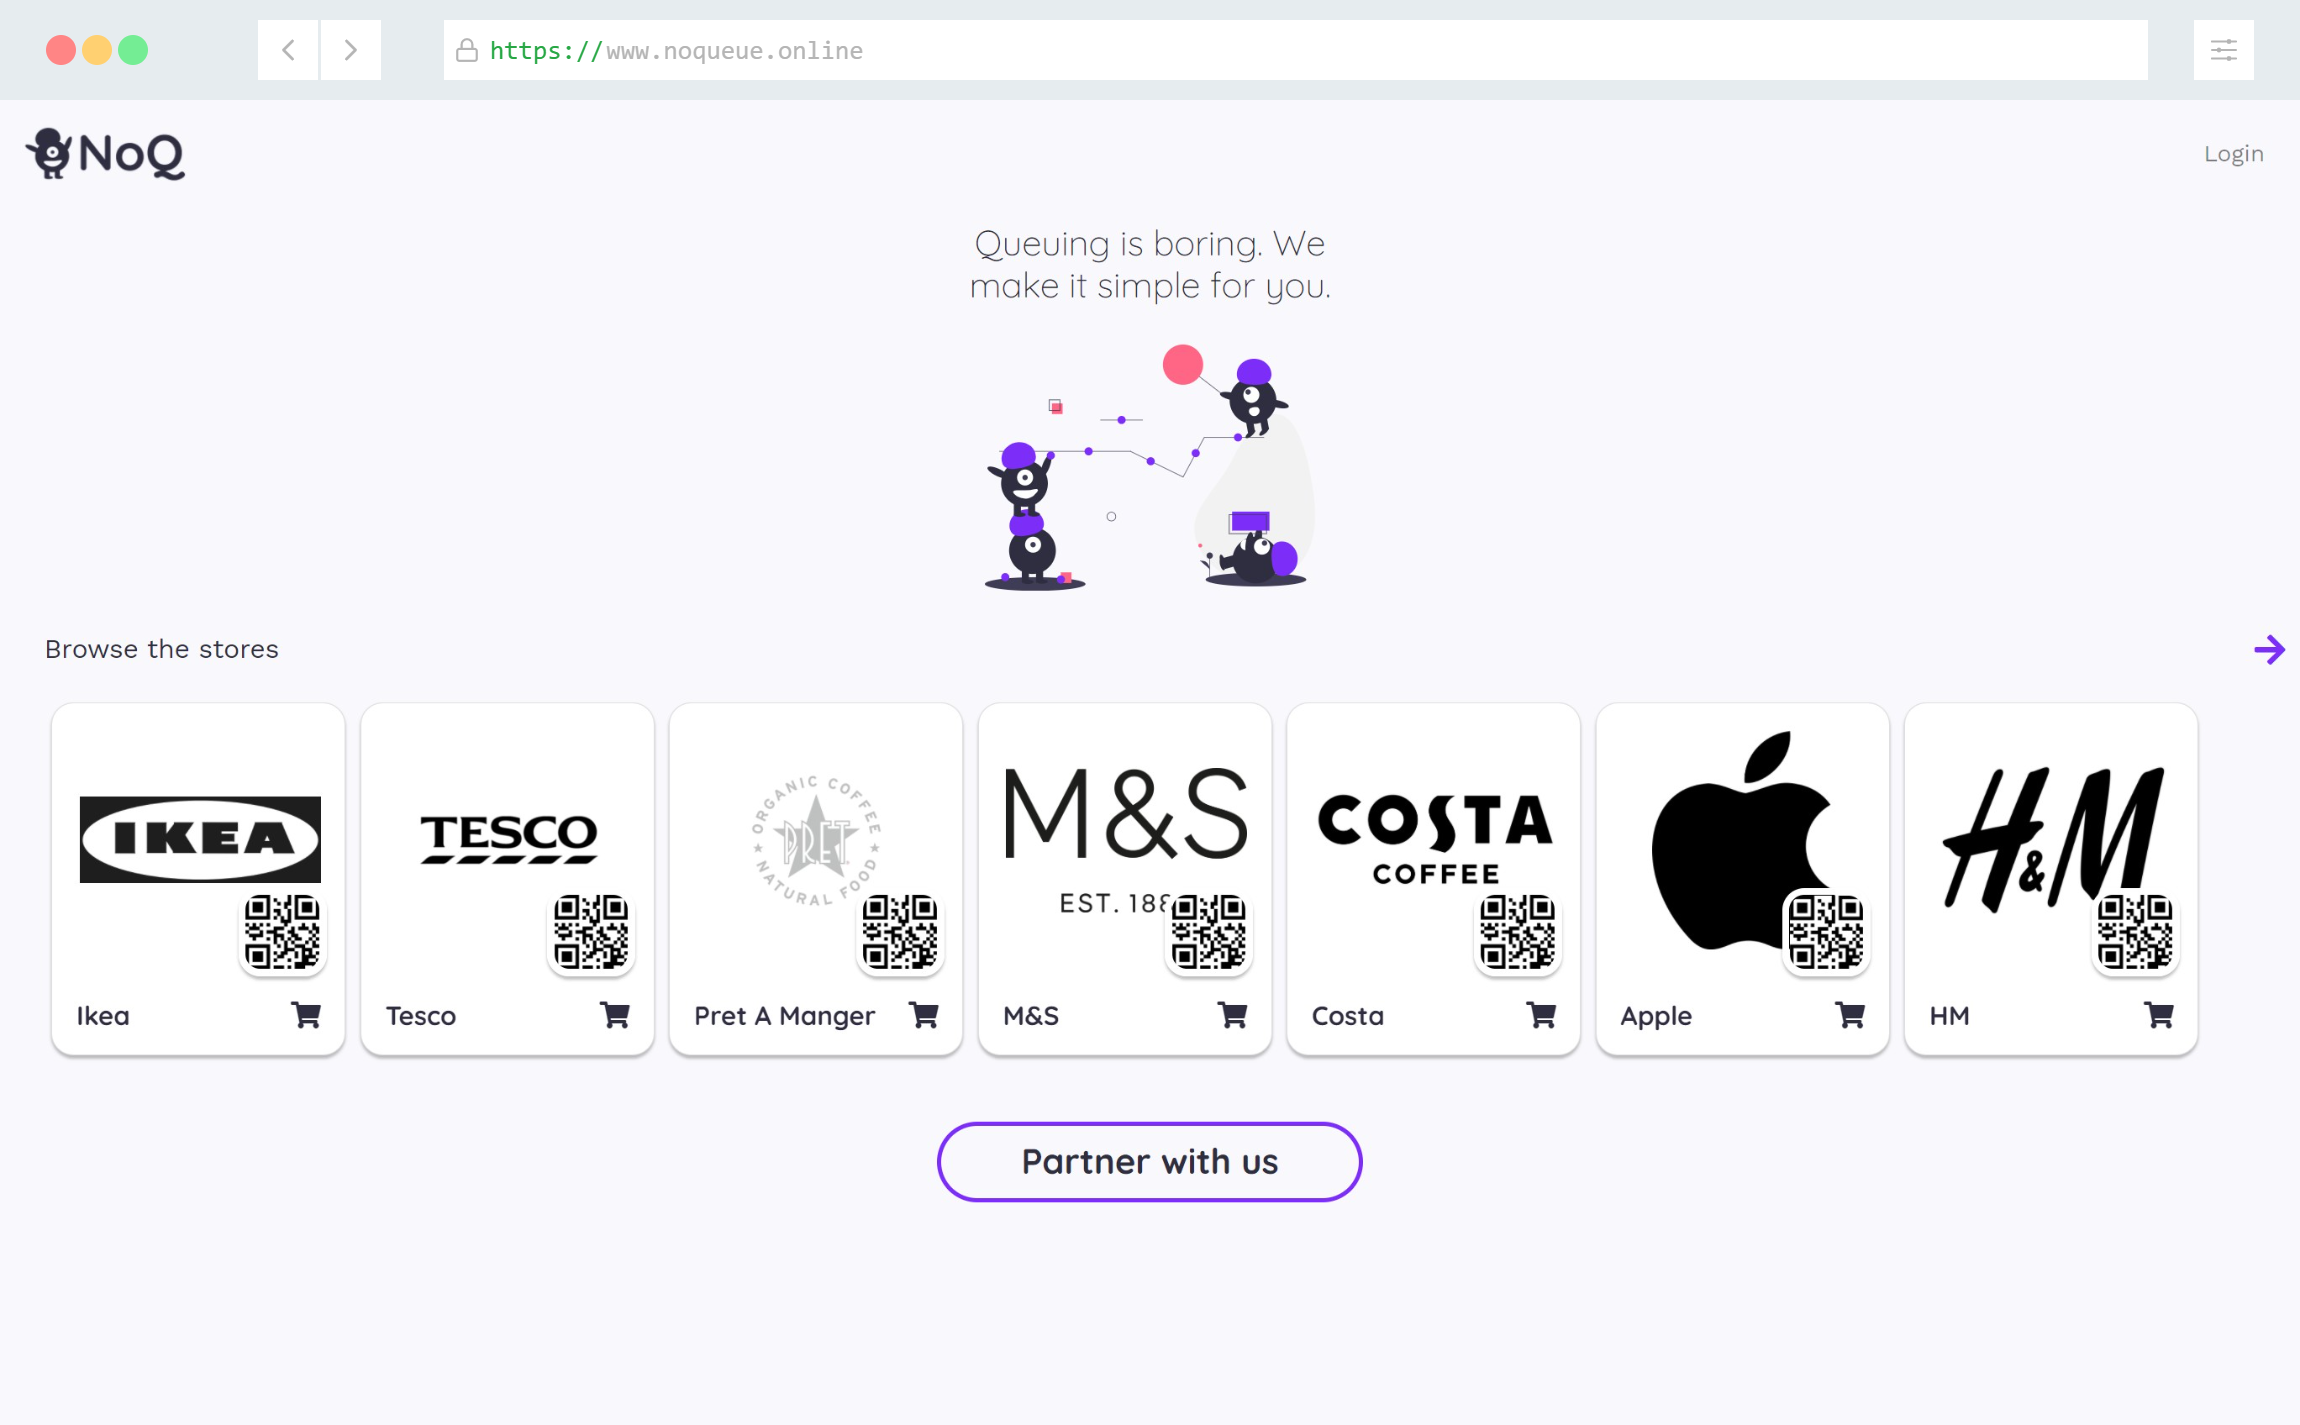 https://www.noqueue.online
NoQ
Login
Queuing is boring. We
make it simple for you.
Browse the stores
IKEA
Ikea
TESCO
Tesco
ORGANIC COFFEE
PRET
NATURAL FOOD
Pret A Manger
M&S
EST. 188
M&S
COSTA
COFFEE
Costa
Apple
H&M
HM
Partner with us